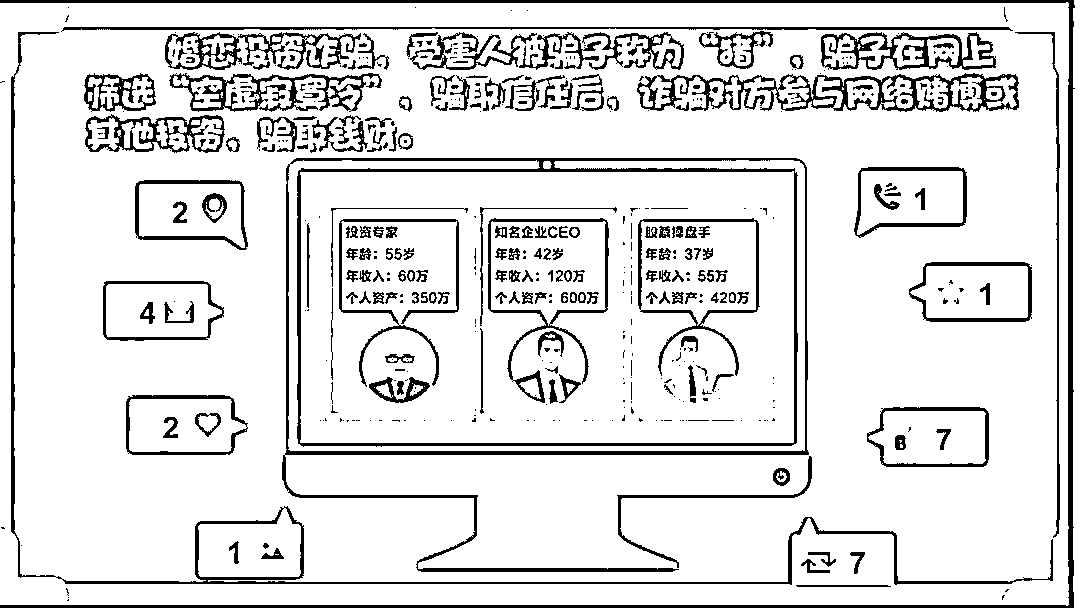 婚恋投资诈骗，受害人被骗子称为“猪”，骗子在网上
筛选“空虚寂寞冷”，骗取信任后，诈骗对方参与网络赌博或
其他投资，骗取钱财。
2
1
投资专家
年龄：55岁
年收入：60万
个人资产：350万
知名企业CEO
年龄：42岁
年收入：120万
个人资产：600万
股票操盘手
年龄：37岁
年收入：55万
个人资产：420万
4
1
2
7
1
7